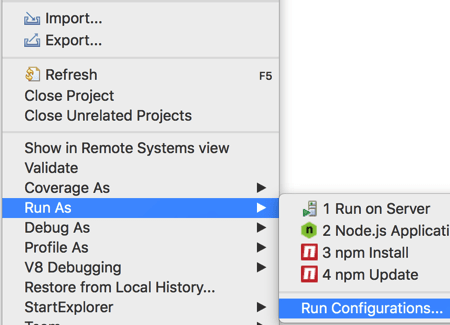 Import...
Export...
Refresh F5
Close Project
Close Unrelated Projects
Show in Remote Systems view
Validate
Coverage As
Run As
Debug As
Profile As
V8 Debugging
Restore from Local History...
StartExplorer
1 Run on Server
2 Node.js Applicati
3 npm Install
4 npm Update
Run Configurations...